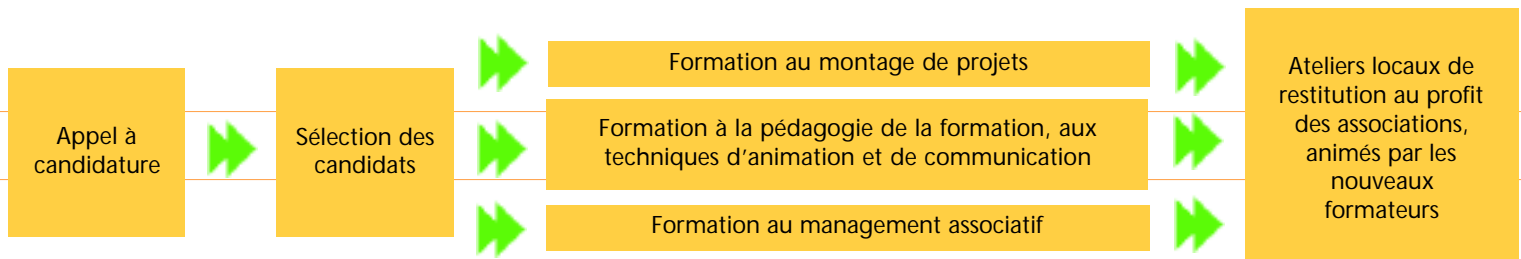 Appel à
candidature
Sélection des
candidats
Formation au montage de projets
Formation à la pédagogie de la formation, aux
techniques d'animation et de communication
Formation au management associatif
Ateliers locaux de
restitution au profit
des associations,
animés par les
nouveaux
formateurs